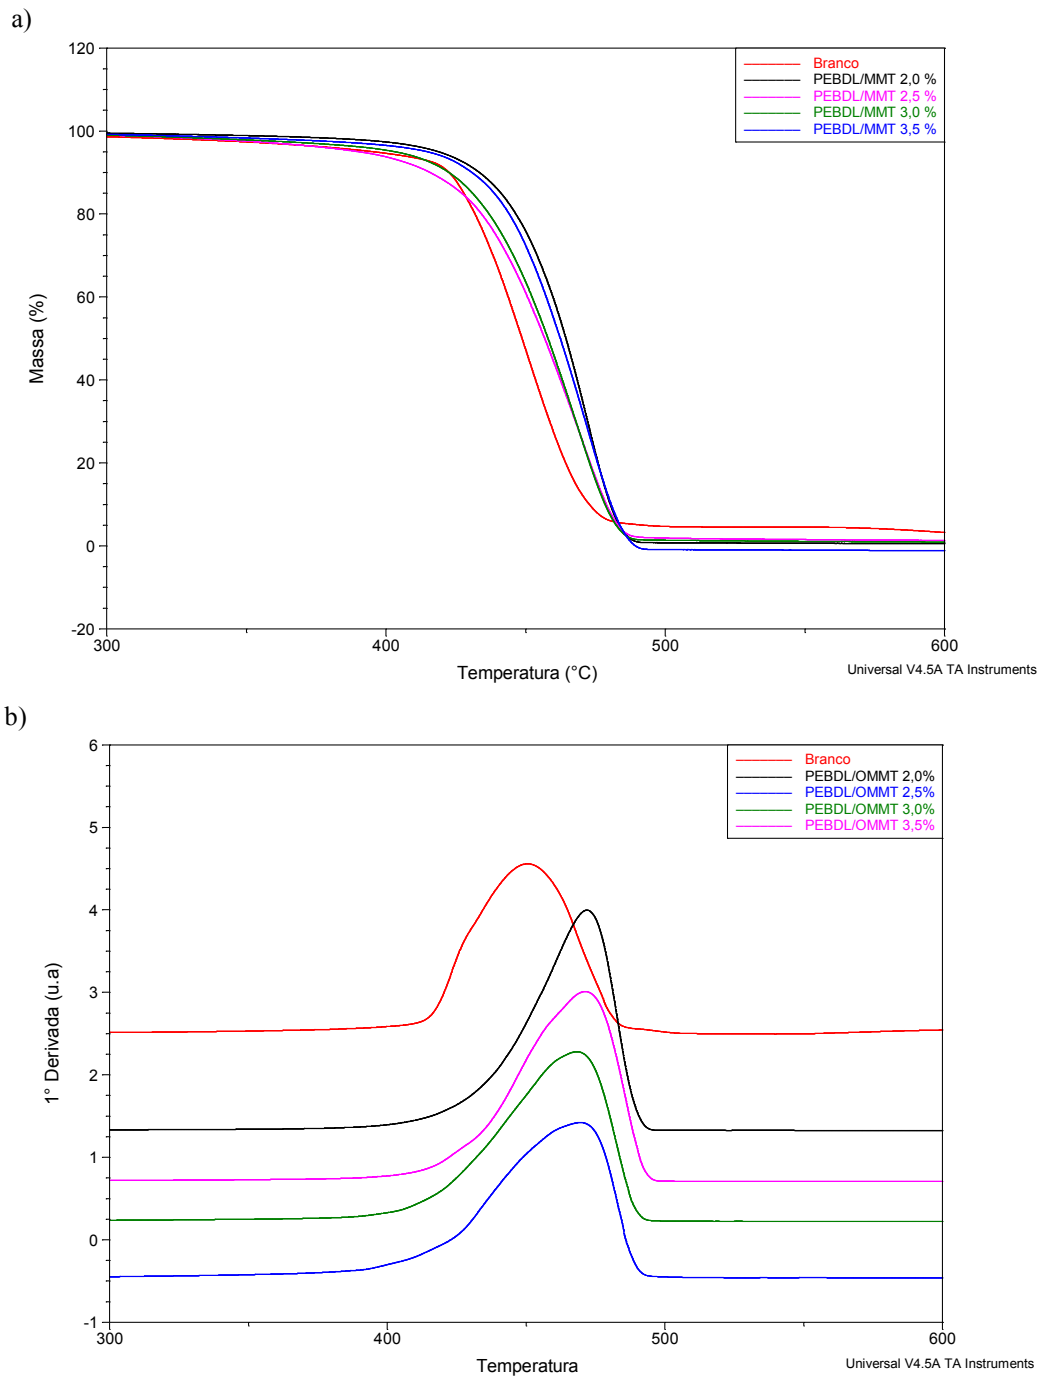 a)
120
100
80
60
40
20
0
-20
Massa (%)
300
400
500
600
Temperatura (°C)
Universal V4.5A TA Instruments
Branco
PEBDL/MMT 2,0 %
PEBDL/MMT 2,5 %
PEBDL/MMT 3,0 %
PEBDL/MMT 3,5 %
b)
6
5
4
3
2
1
0
-1
1° Derivada (u.a)
300
400
500
600
Temperatura
Universal V4.5A TA Instruments
Branco
PEBDL/OMMT 2,0%
PEBDL/OMMT 2,5%
PEBDL/OMMT 3,0%
PEBDL/OMMT 3,5%